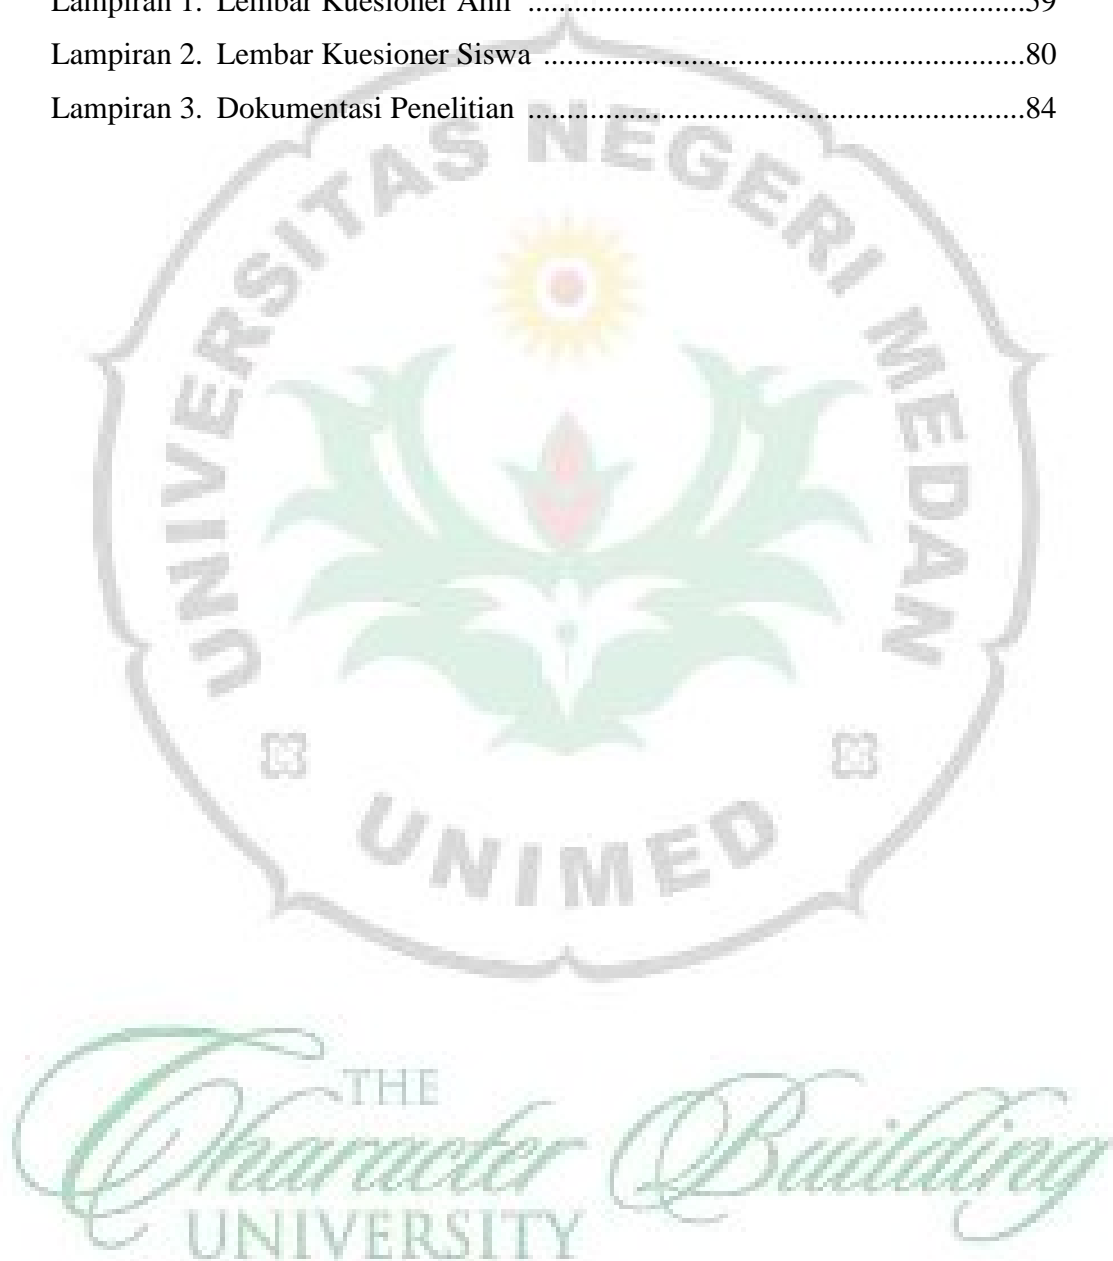 Lampiran 1. Lembar Kuesioner Ahli ................................................................59
Lampiran 2. Lembar Kuesioner Siswa ..............................................................80
Lampiran 3. Dokumentasi Penelitian ................................................................84
UNIVERSITAS NEGERI MEDAN
UNIMED
THE
Character Building
UNIVERSITY